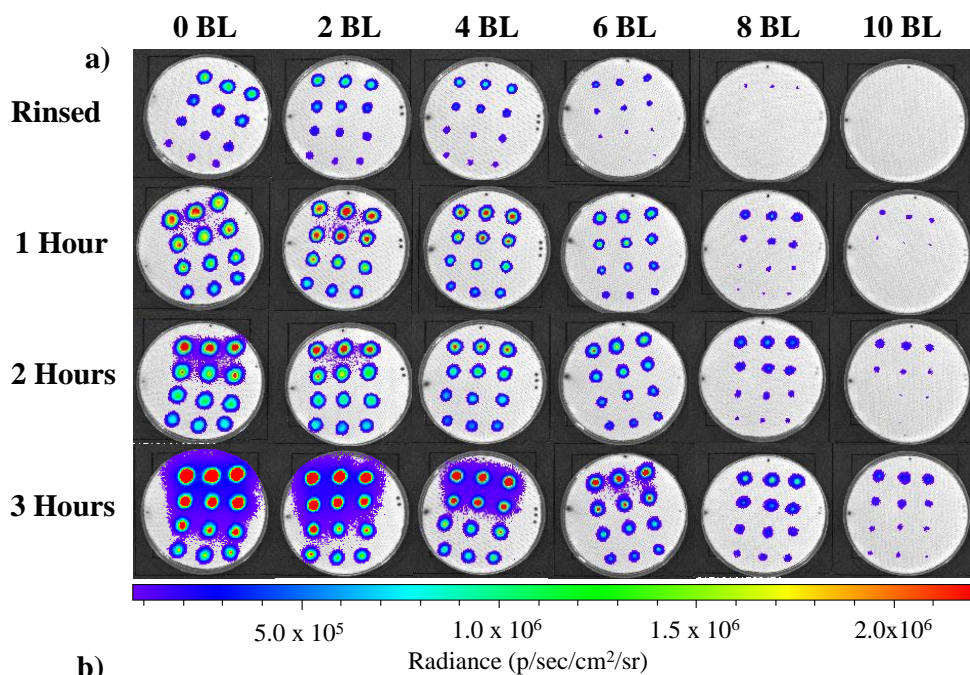 0 BL 2 BL 4 BL 6 BL 8 BL 10 BL
a)
Rinsed
1 Hour
2 Hours
3 Hours
5.0 x 10⁵ 1.0 x 10⁶ 1.5 x 10⁶ 2.0x10⁶
Radiance (p/sec/cm²/sr)
b)